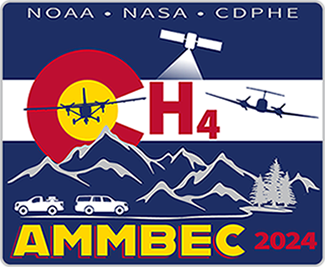 NOAA • NASA • CDPHE
CH4
AMMBEC 2024